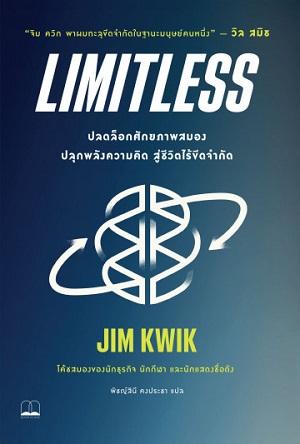 “จิม ควิก พาผมทะลุขีดจำกัดในฐานะมนุษย์คนหนึ่ง” — วิล สมิธ
LIMITLESS
ปลดล็อกศักยภาพสมอง
ปลุกพลังความคิด สู่ชีวิตไร้ขีดจำกัด
JIM KWIK
โค้ชสมองของนักธุรกิจ นักกีฬา และนักแสดงชื่อดัง
พิชญ์สินี คงประชา แปล